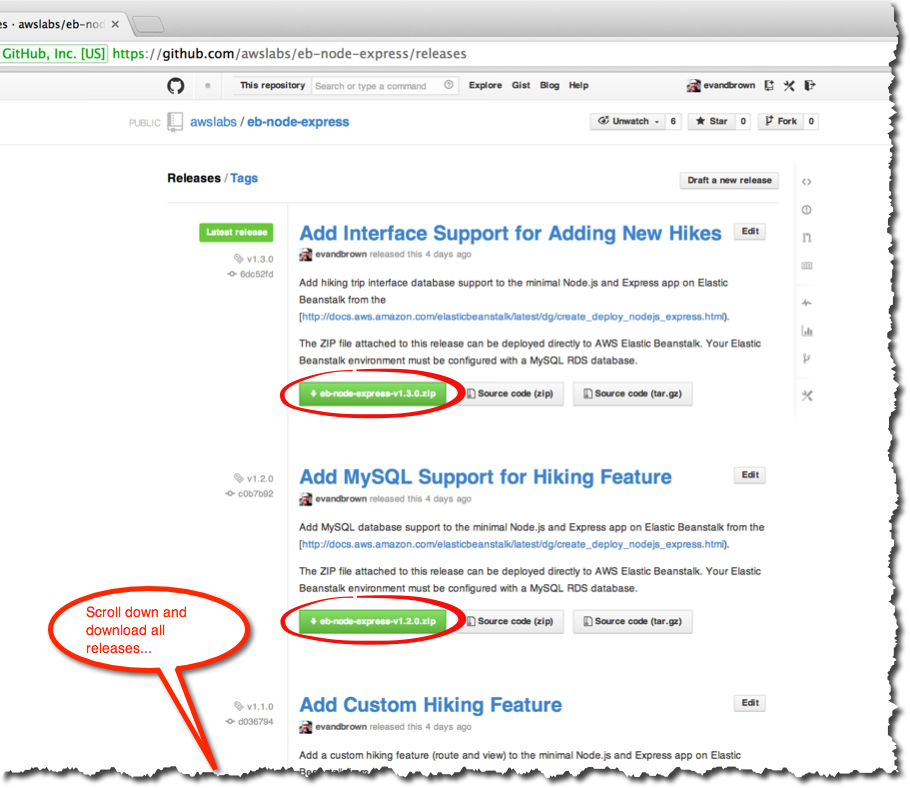 es · awslabs/eb-nod
GitHub, Inc. [US] https://github.com/awslabs/eb-node-express/releases
This repository Search or type a command Explore Gist Blog Help evandbrown
PUBLIC awslabs / eb-node-express Unwatch 6 Star 0 Fork 0
Releases / Tags Draft a new release
Latest release Add Interface Support for Adding New Hikes Edit
v1.3.0 evandbrown released this 4 days ago
6dc52fd
Add hiking trip interface database support to the minimal Node.js and Express app on Elastic
Beanstalk from the
[http://docs.aws.amazon.com/elasticbeanstalk/latest/dg/create_deploy_nodejs_express.html).
The ZIP file attached to this release can be deployed directly to AWS Elastic Beanstalk. Your Elastic
Beanstalk environment must be configured with a MySQL RDS database.
eb-node-express-v1.3.0.zip Source code (zip) Source code (tar.gz)
v1.2.0 Add MySQL Support for Hiking Feature Edit
c0b7b92 evandbrown released this 4 days ago
Add MySQL database support to the minimal Node.js and Express app on Elastic Beanstalk from the
[http://docs.aws.amazon.com/elasticbeanstalk/latest/dg/create_deploy_nodejs_express.html).
The ZIP file attached to this release can be deployed directly to AWS Elastic Beanstalk. Your Elastic
Beanstalk environment must be configured with a MySQL RDS database.
eb-node-express-v1.2.0.zip Source code (zip) Source code (tar.gz)
Scroll down and
download all
releases...
v1.1.0 Add Custom Hiking Feature Edit
d036794 evandbrown released this 4 days ago
Add a custom hiking feature (route and view) to the minimal Node.js and Express app on Elastic